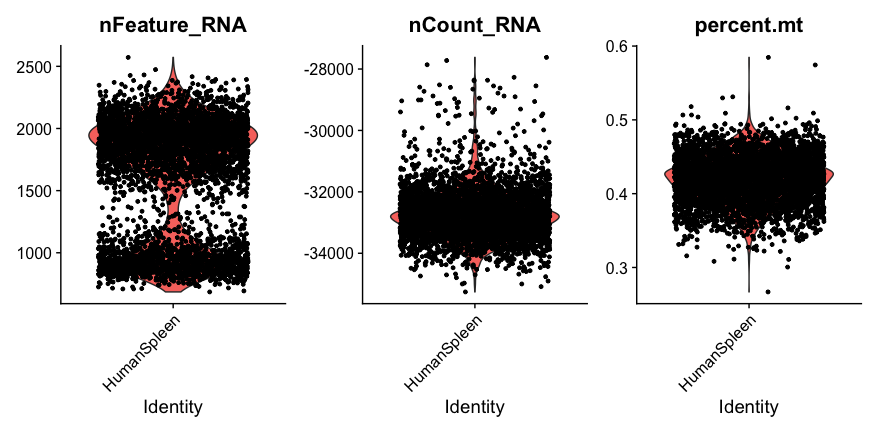 nFeature_RNA
2500
2000
1500
1000
HumanSpleen
Identity
nCount_RNA
-28000
-30000
-32000
-34000
HumanSpleen
Identity
percent.mt
0.6
0.5
0.4
0.3
HumanSpleen
Identity